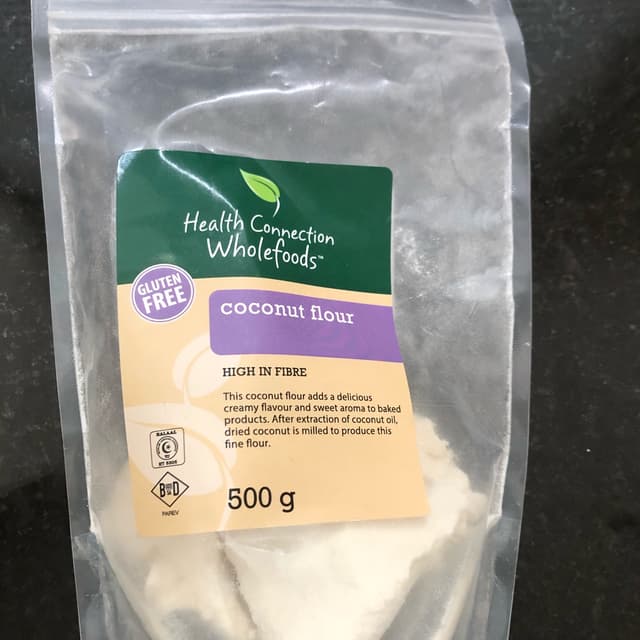 Health Connection
Wholefoods™
GLUTEN
FREE
coconut flour
HIGH IN FIBRE
This coconut flour adds a delicious
creamy flavour and sweet aroma to baked
products. After extraction of coconut oil,
dried coconut is milled to produce this
fine flour.
HALAAL
500 g
PAREV